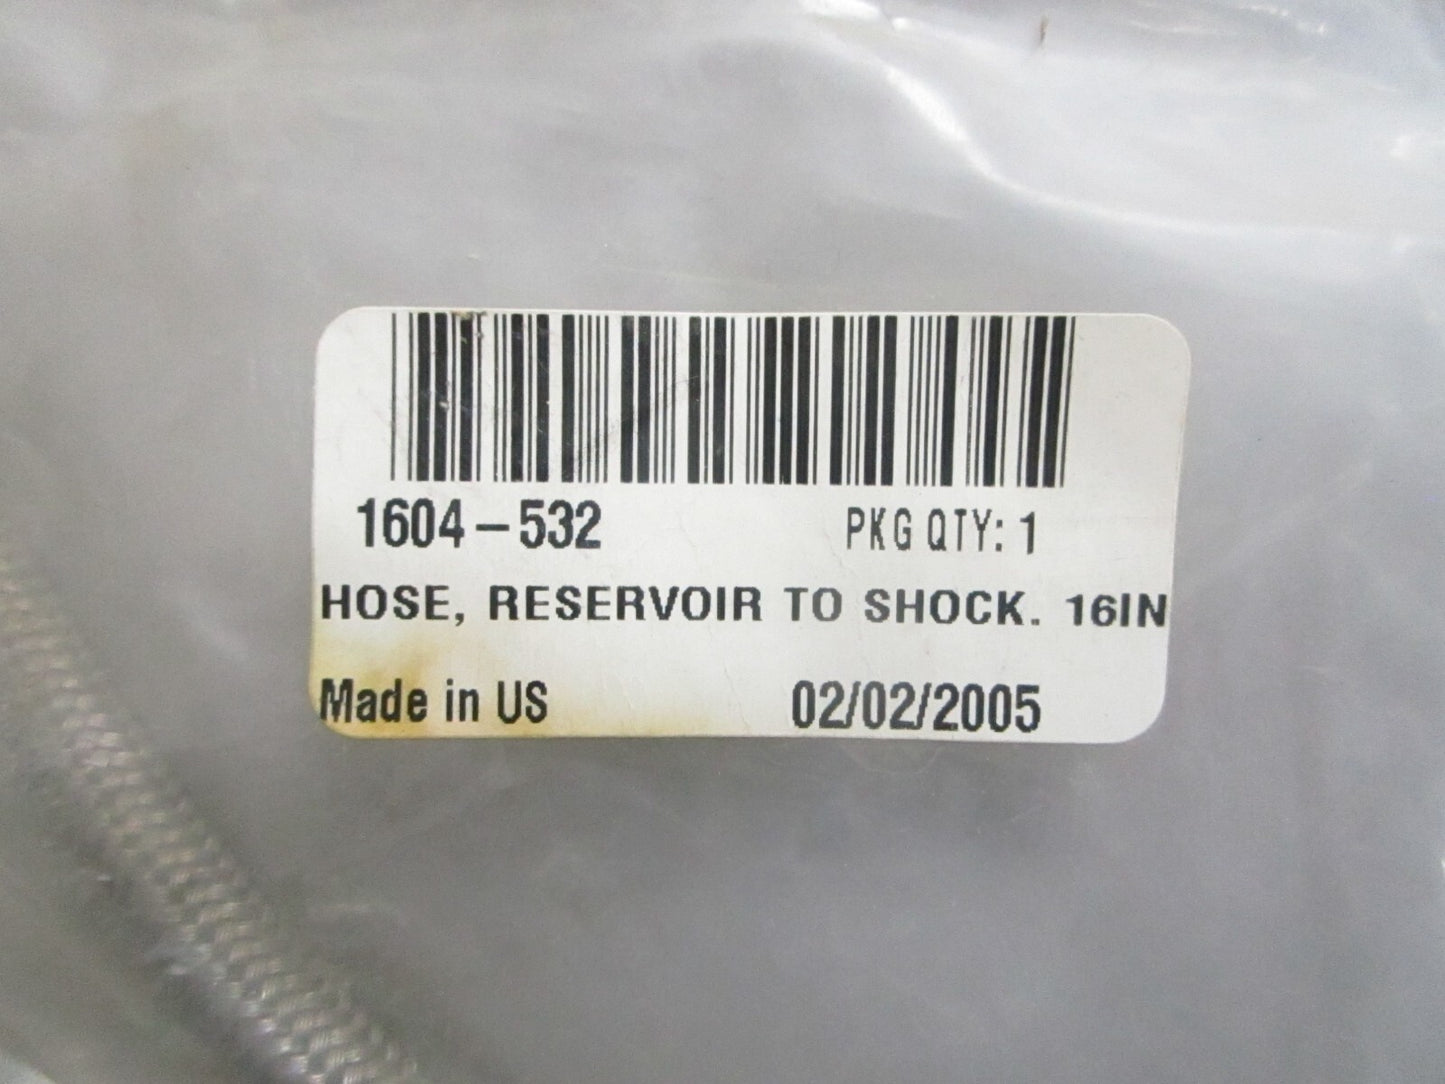 1604-532 PKG QTY: 1
HOSE, RESERVOIR TO SHOCK. 16IN
Made in US 02/02/2005